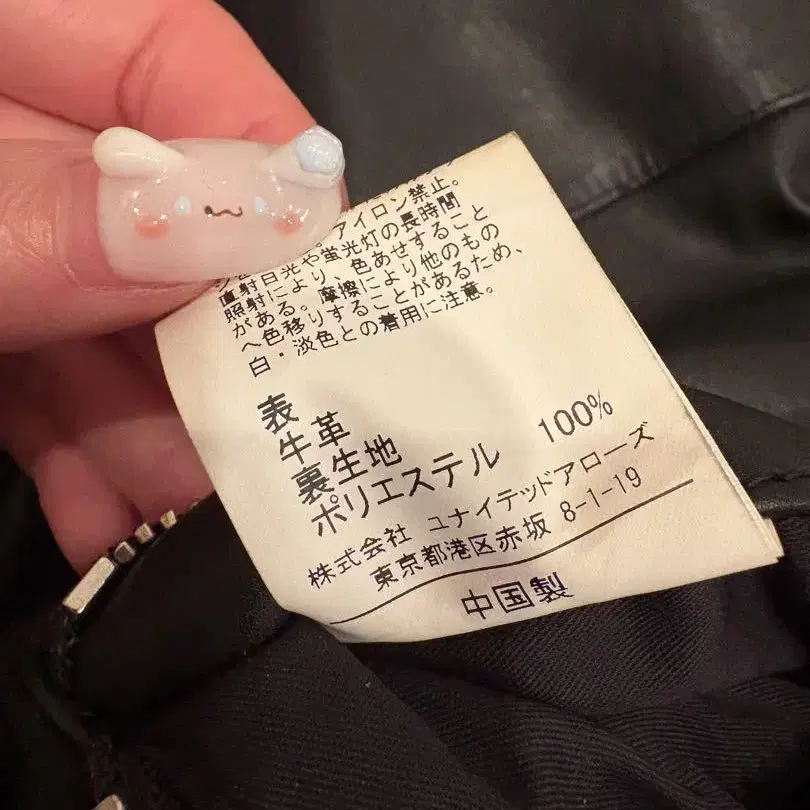 アイロン禁止。
直射日光や蛍光灯の長時間
照射により、色あせすること
がある。摩擦により他のもの
へ色移りすることがあるため、
白・淡色との着用に注意。
表
牛革
裏生地
ポリエステル 100%
株式会社 ユナイテッドアローズ
東京都港区赤坂 8-1-19
中国製